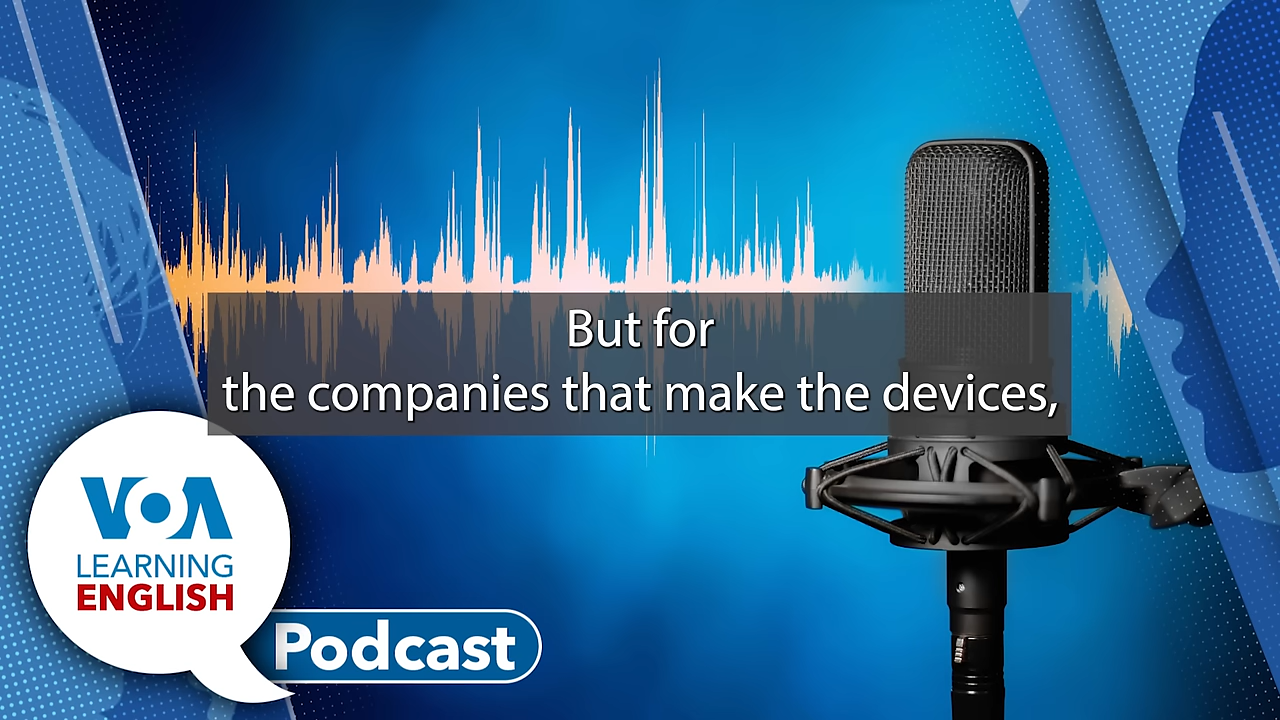 But for
the companies that make the devices,
VOA
LEARNING
ENGLISH
Podcast